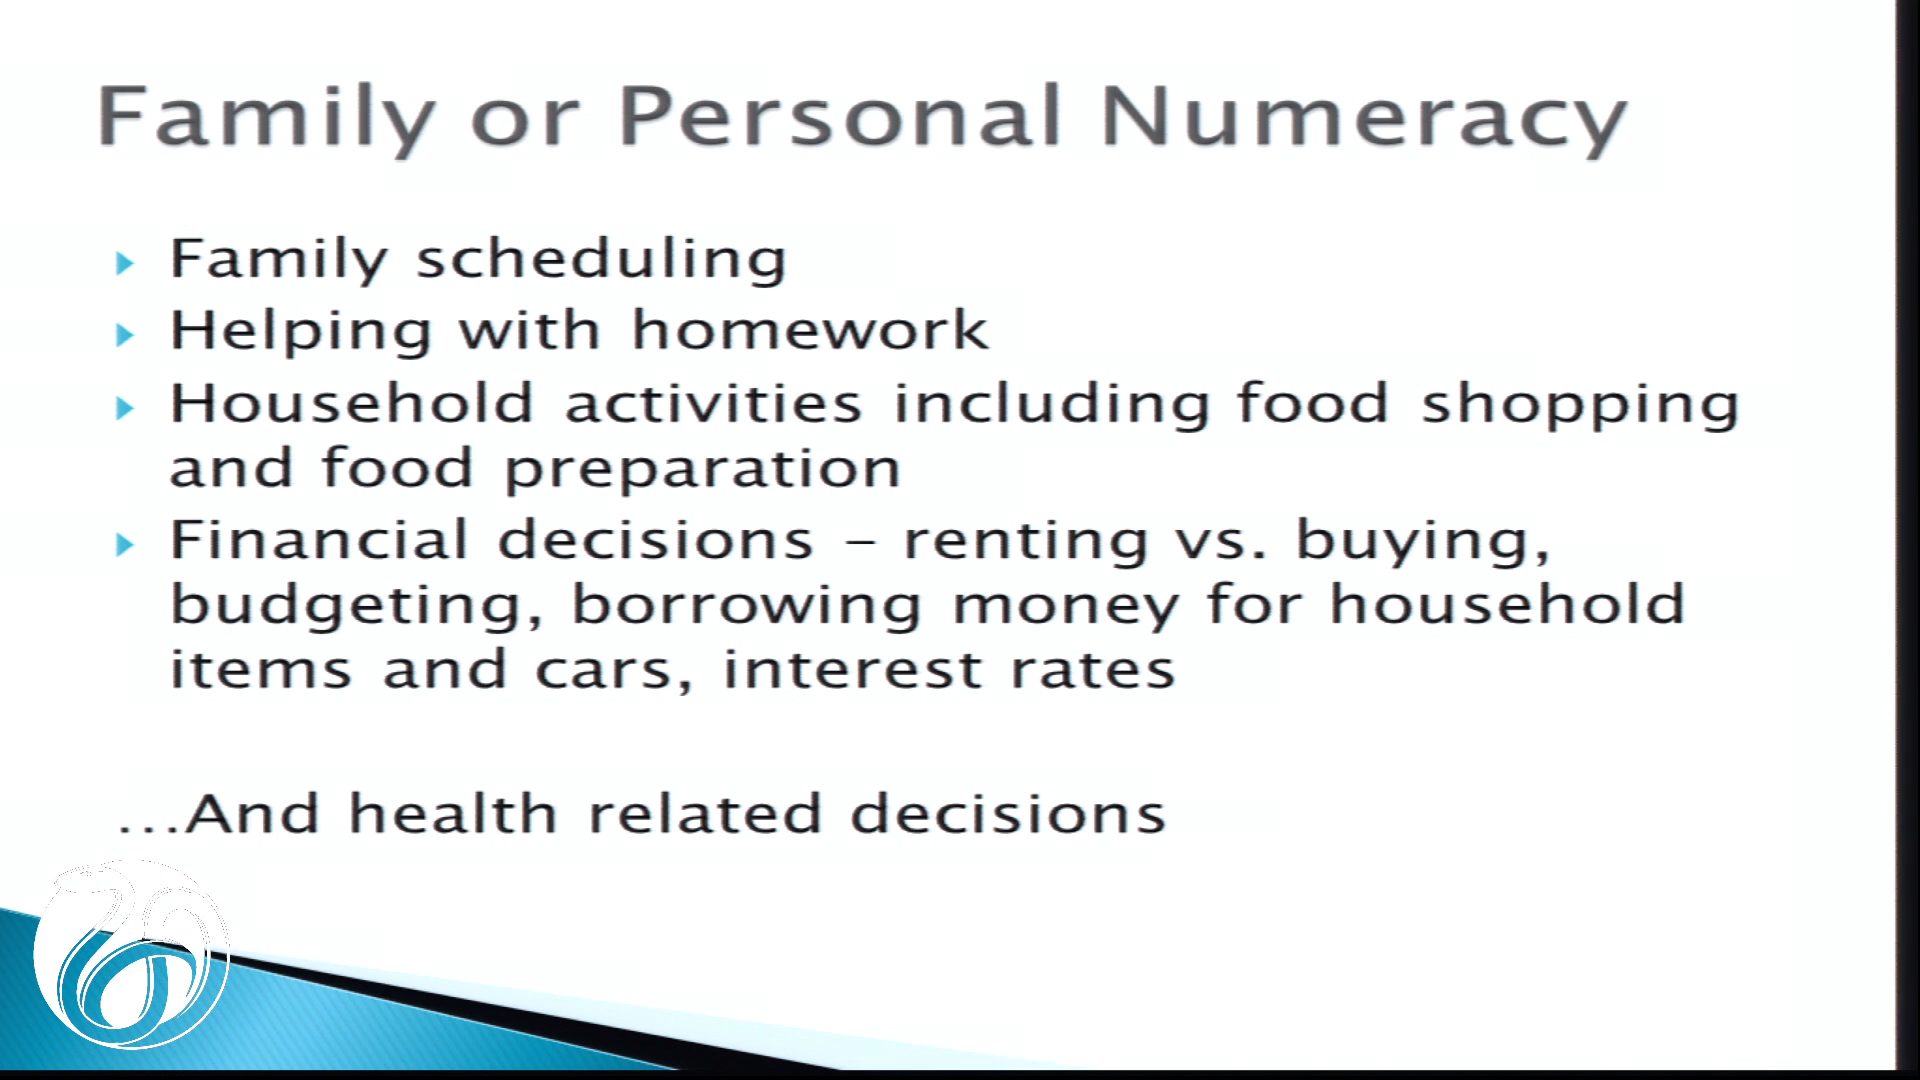 Family or Personal Numeracy
Family scheduling
Helping with homework
Household activities including food shopping
and food preparation
Financial decisions – renting vs. buying,
budgeting, borrowing money for household
items and cars, interest rates
…And health related decisions